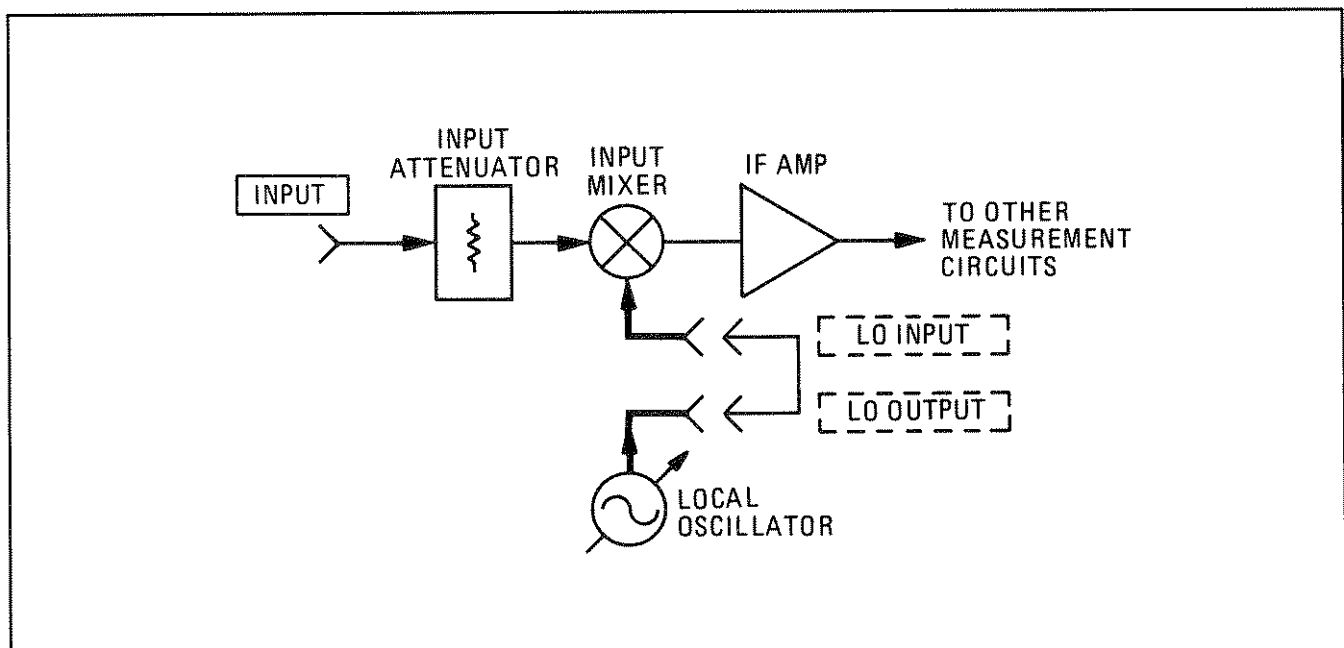 INPUT
INPUT
ATTENUATOR
INPUT
MIXER
IF AMP
TO OTHER
MEASUREMENT
CIRCUITS
LO INPUT
LO OUTPUT
LOCAL
OSCILLATOR